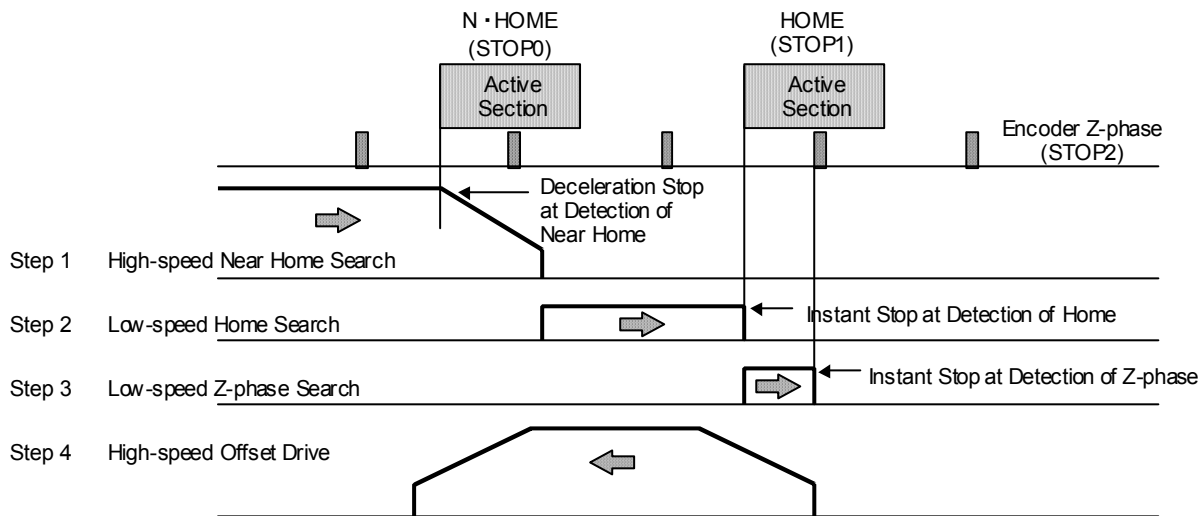 N・HOME
(STOP0)
HOME
(STOP1)
Active
Section
Active
Section
Encoder Z-phase
(STOP2)
Deceleration Stop
at Detection of
Near Home
Step 1 High-speed Near Home Search
Step 2 Low-speed Home Search
Instant Stop at Detection of Home
Step 3 Low-speed Z-phase Search
Instant Stop at Detection of Z-phase
Step 4 High-speed Offset Drive